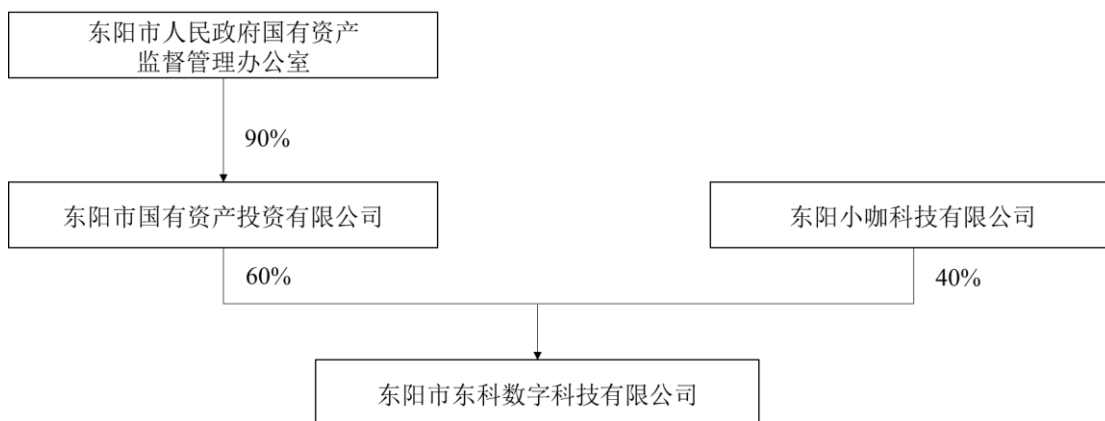 东阳市人民政府国有资产
监督管理办公室
90%
东阳市国有资产投资有限公司
东阳小咖科技有限公司
60%
40%
东阳市东科数字科技有限公司